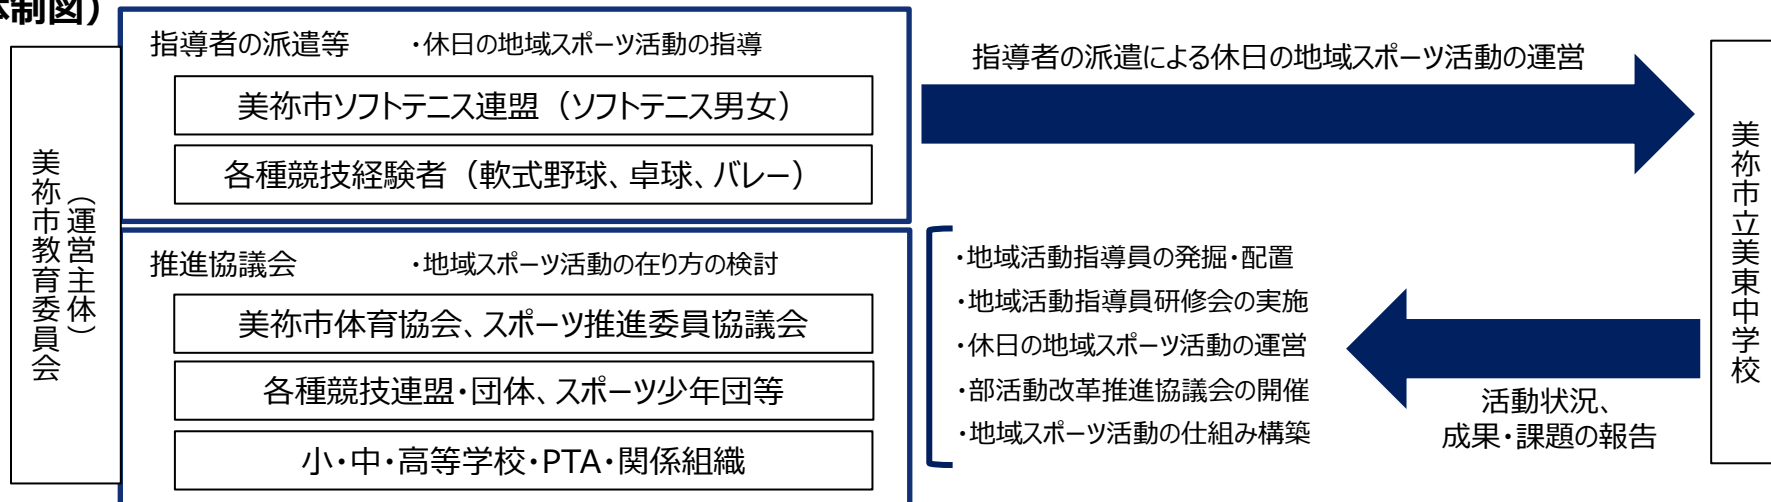 体制図）
美祢市教育委員会
（運営主体）
指導者の派遣等　・休日の地域スポーツ活動の指導
美祢市ソフトテニス連盟（ソフトテニス男女）
各種競技経験者（軟式野球、卓球、バレー）
推進協議会　・地域スポーツ活動の在り方の検討
美祢市体育協会、スポーツ推進委員協議会
各種競技連盟・団体、スポーツ少年団等
小・中・高等学校・PTA・関係組織
指導者の派遣による休日の地域スポーツ活動の運営
・地域活動指導員の発掘・配置
・地域活動指導員研修会の実施
・休日の地域スポーツ活動の運営
・部活動改革推進協議会の開催
・地域スポーツ活動の仕組み構築
活動状況、
成果・課題の報告
美祢市立美東中学校